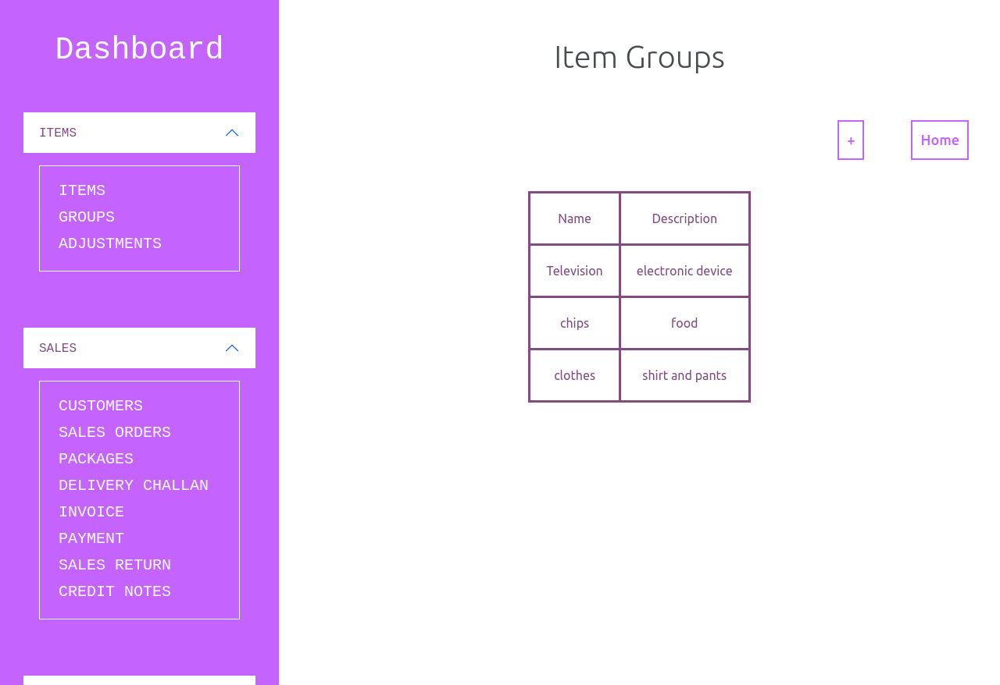 Dashboard
ITEMS
ITEMS
GROUPS
ADJUSTMENTS
SALES
CUSTOMERS
SALES ORDERS
PACKAGES
DELIVERY CHALLAN
INVOICE
PAYMENT
SALES RETURN
CREDIT NOTES
Item Groups
+ Home
Name Description
Television electronic device
chips food
clothes shirt and pants